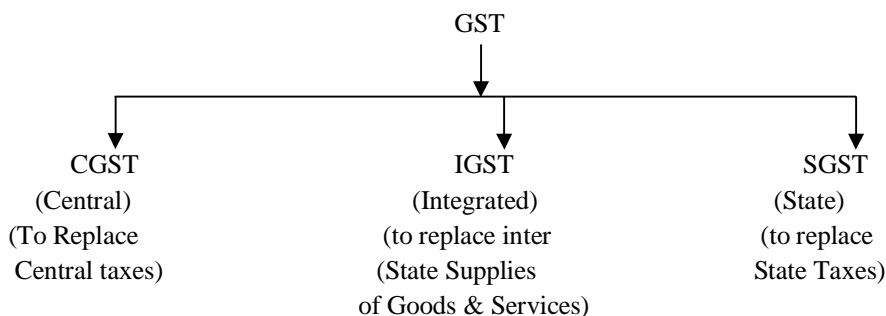 GST
CGST
(Central)
(To Replace
Central taxes)
IGST
(Integrated)
(to replace inter
(State Supplies
of Goods & Services)
SGST
(State)
(to replace
State Taxes)